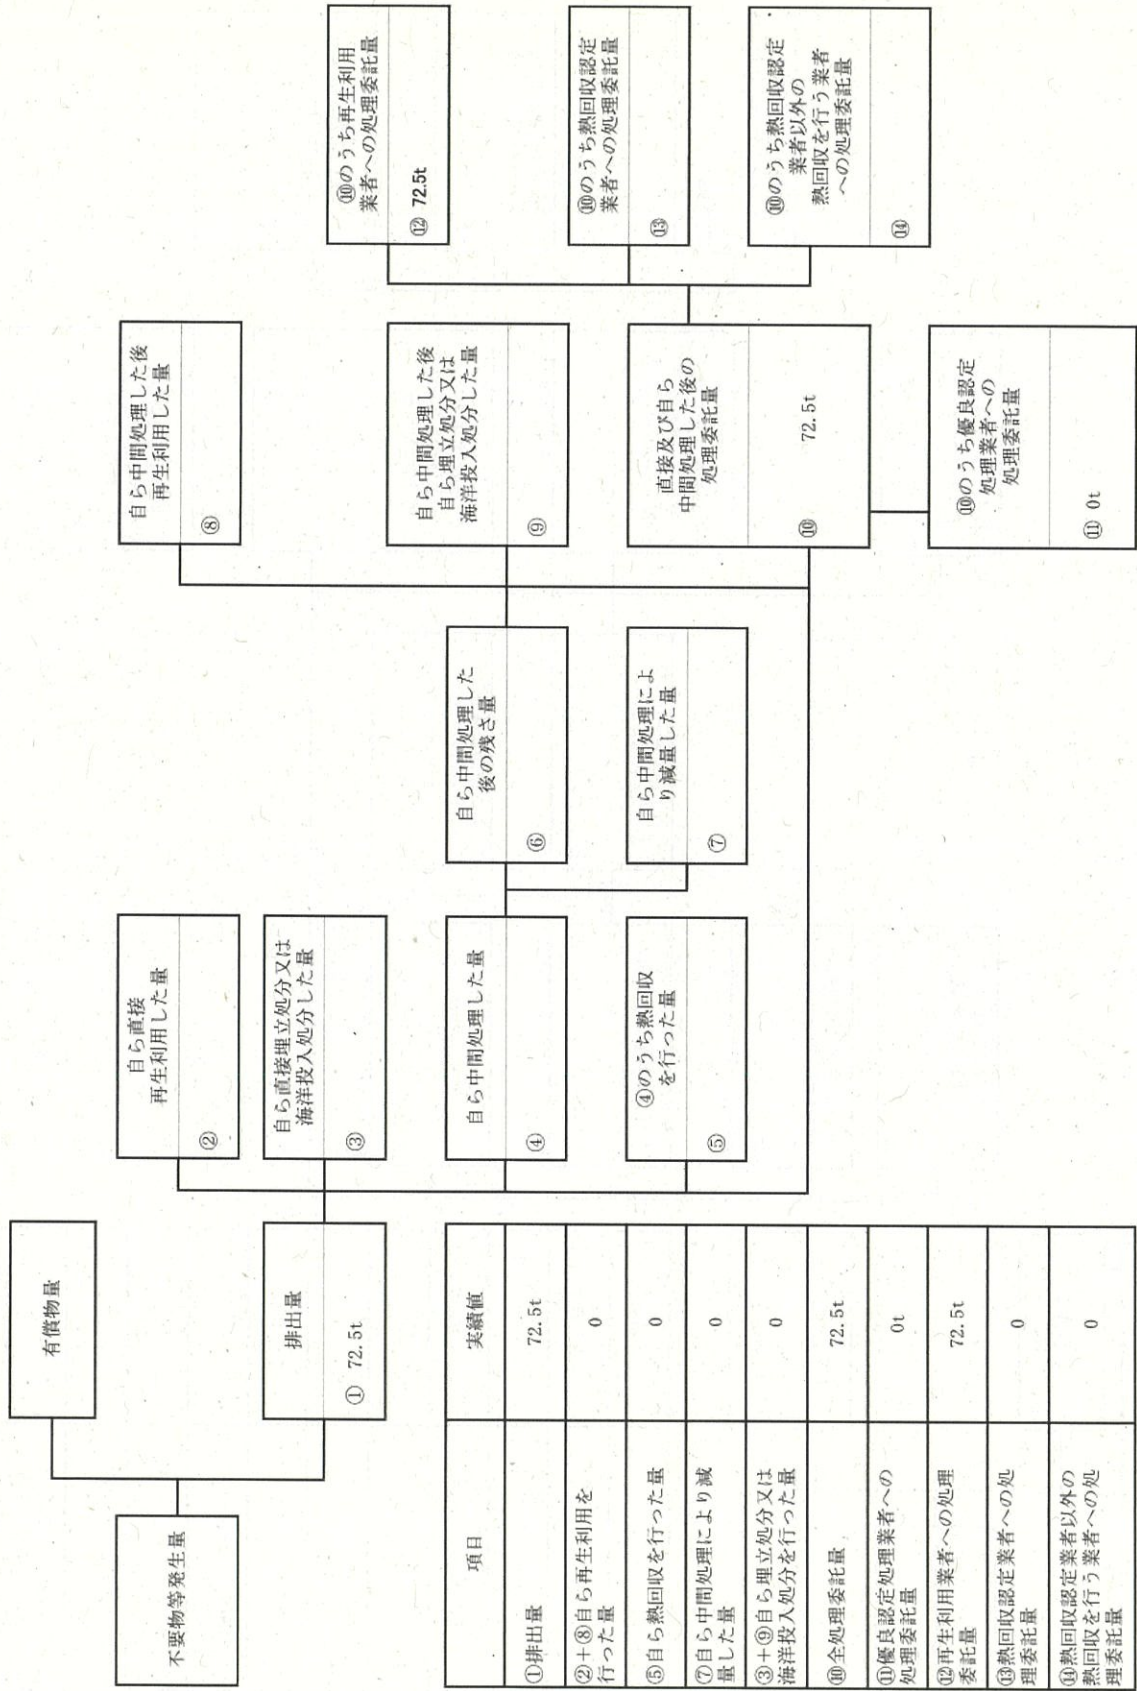 不要物等発生量
有償物量
排出量
① 72.5t
自ら直接
再生利用した量
②
自ら直接埋立処分又は
海洋投入処分した量
③
自ら中間処理した量
④
④のうち熱回収
を行った量
⑤
自ら中間処理した
後の残さ量
⑥
自ら中間処理によ
り減量した量
⑦
自ら中間処理した後
再生利用した量
⑧
自ら中間処理した後
自ら埋立処分又は
海洋投入処分した量
⑨
直接及び自ら
中間処理した後の
処理委託量
⑩ 72.5t
⑩のうち優良認定
処理業者への
処理委託量
⑪ 0t
⑩のうち再生利用
業者への処理委託量
⑫ 72.5t
⑩のうち熱回収認定
業者への処理委託量
⑬
⑩のうち熱回収認定
業者以外の
熱回収を行う業者
への処理委託量
⑭
項目 実績値
①排出量 72.5t
②+⑧自ら再生利用を
行った量 0
⑤自ら熱回収を行った量 0
⑦自ら中間処理により減
量した量 0
③+⑨自ら埋立処分又は
海洋投入処分を行った量 0
⑩全処理委託量 72.5t
⑪優良認定処理業者への
処理委託量 0t
⑫再生利用業者への処理
委託量 72.5t
⑬熱回収認定業者への処
理委託量 0
⑭熱回収認定業者以外の
熱回収を行う業者への処
理委託量 0